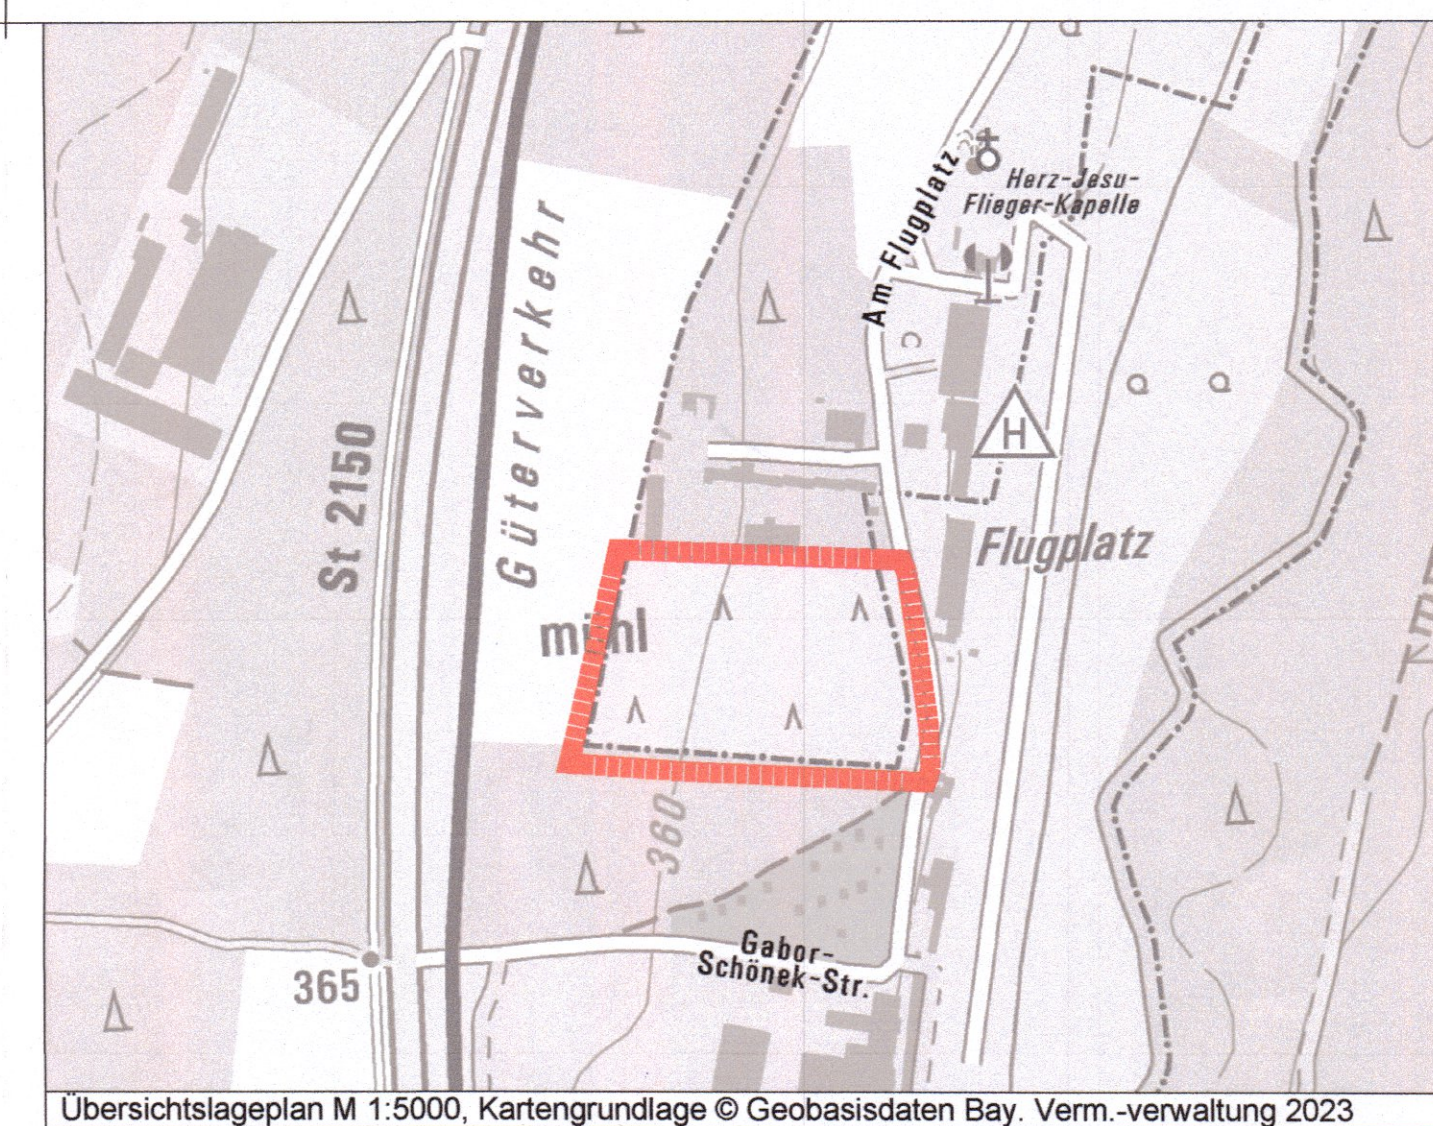 Am Flugplatz
Herz-Jesu-
Flieger-Kapelle
Güterverkehr
St 2150
H
Flugplatz
mühl
360
Gabor-
Schönek-Str.
365
Übersichtslageplan M 1:5000, Kartengrundlage © Geobasisdaten Bay. Verm.-verwaltung 2023